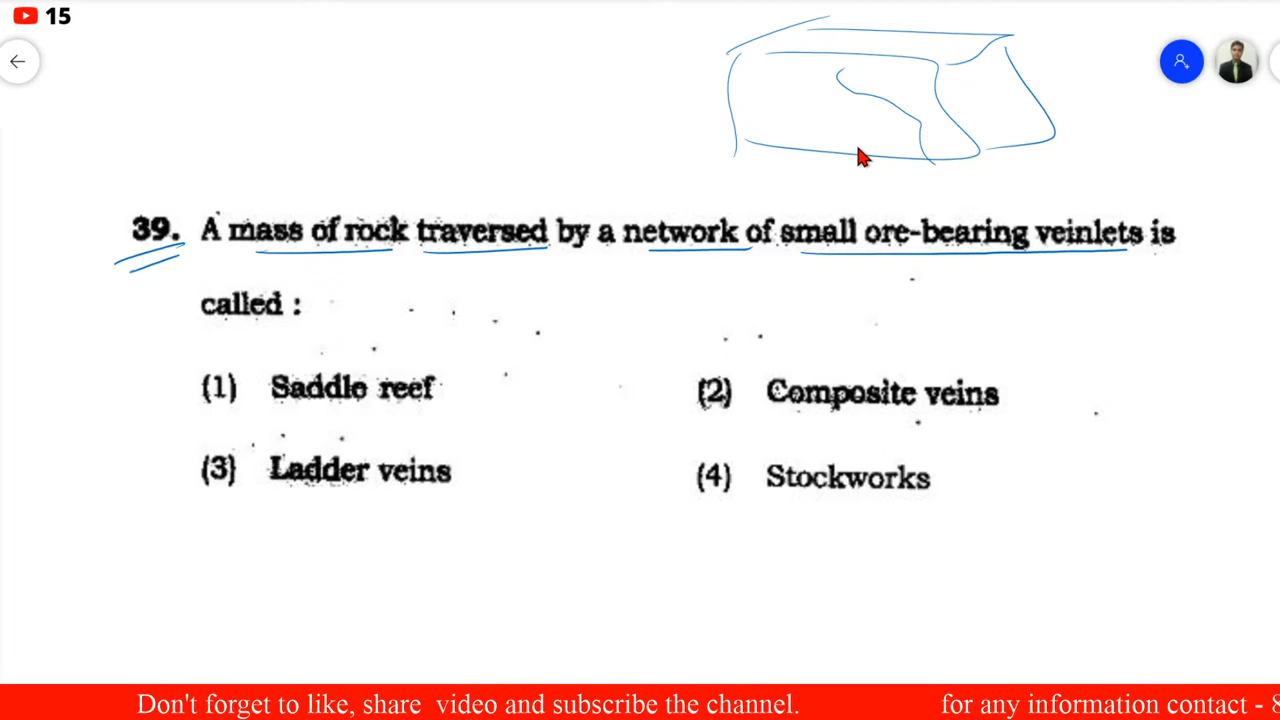 15
39. A mass of rock traversed by a network of small ore-bearing veinlets is
called :
(1) Saddle reef (2) Composite veins
(3) Ladder veins (4) Stockworks
Don't forget to like, share video and subscribe the channel. for any information contact - 8